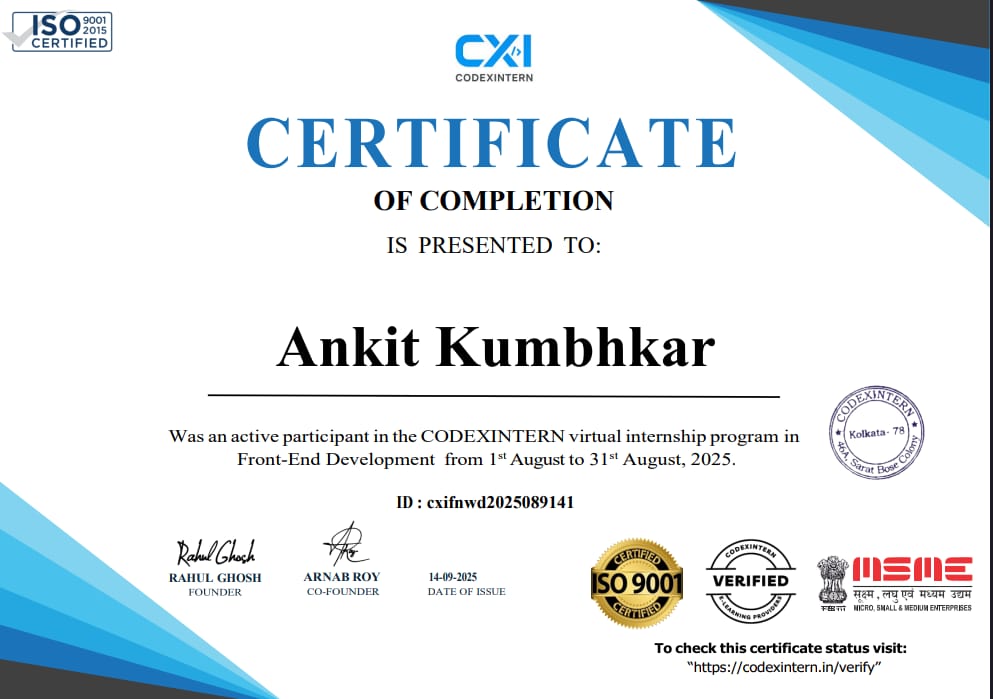 ISO 9001
2015
CERTIFIED
CXI
</>
CODEXINTERN
CERTIFICATE
OF COMPLETION
IS PRESENTED TO:
Ankit Kumbhkar
Was an active participant in the CODEXINTERN virtual internship program in
Front-End Development from 1st August to 31st August, 2025.
CODEXINTERN
Kolkata- 78
46A, Sarat Bose Colony
ID : cxifnwd2025089141
Rahul Ghosh
RAHUL GHOSH
FOUNDER
ARNAB ROY
CO-FOUNDER
14-09-2025
DATE OF ISSUE
CERTIFIED
ISO 9001
CERTIFIED
CODEXINTERN
VERIFIED
E-LEARNING PROVIDERS
MSME
सूक्ष्म, लघु एवं मध्यम उद्यम
MICRO, SMALL & MEDIUM ENTERPRISES
To check this certificate status visit:
“https://codexintern.in/verify”